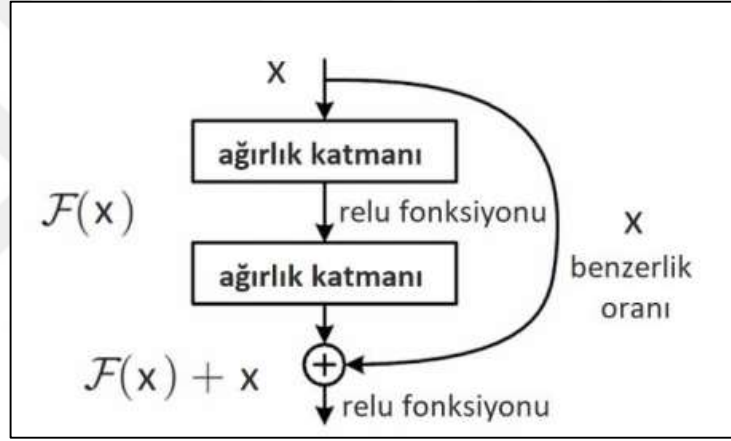 x
ağırlık katmanı
F(x)
relu fonksiyonu
x
benzerlik
oranı
ağırlık katmanı
F(x) + x
relu fonksiyonu